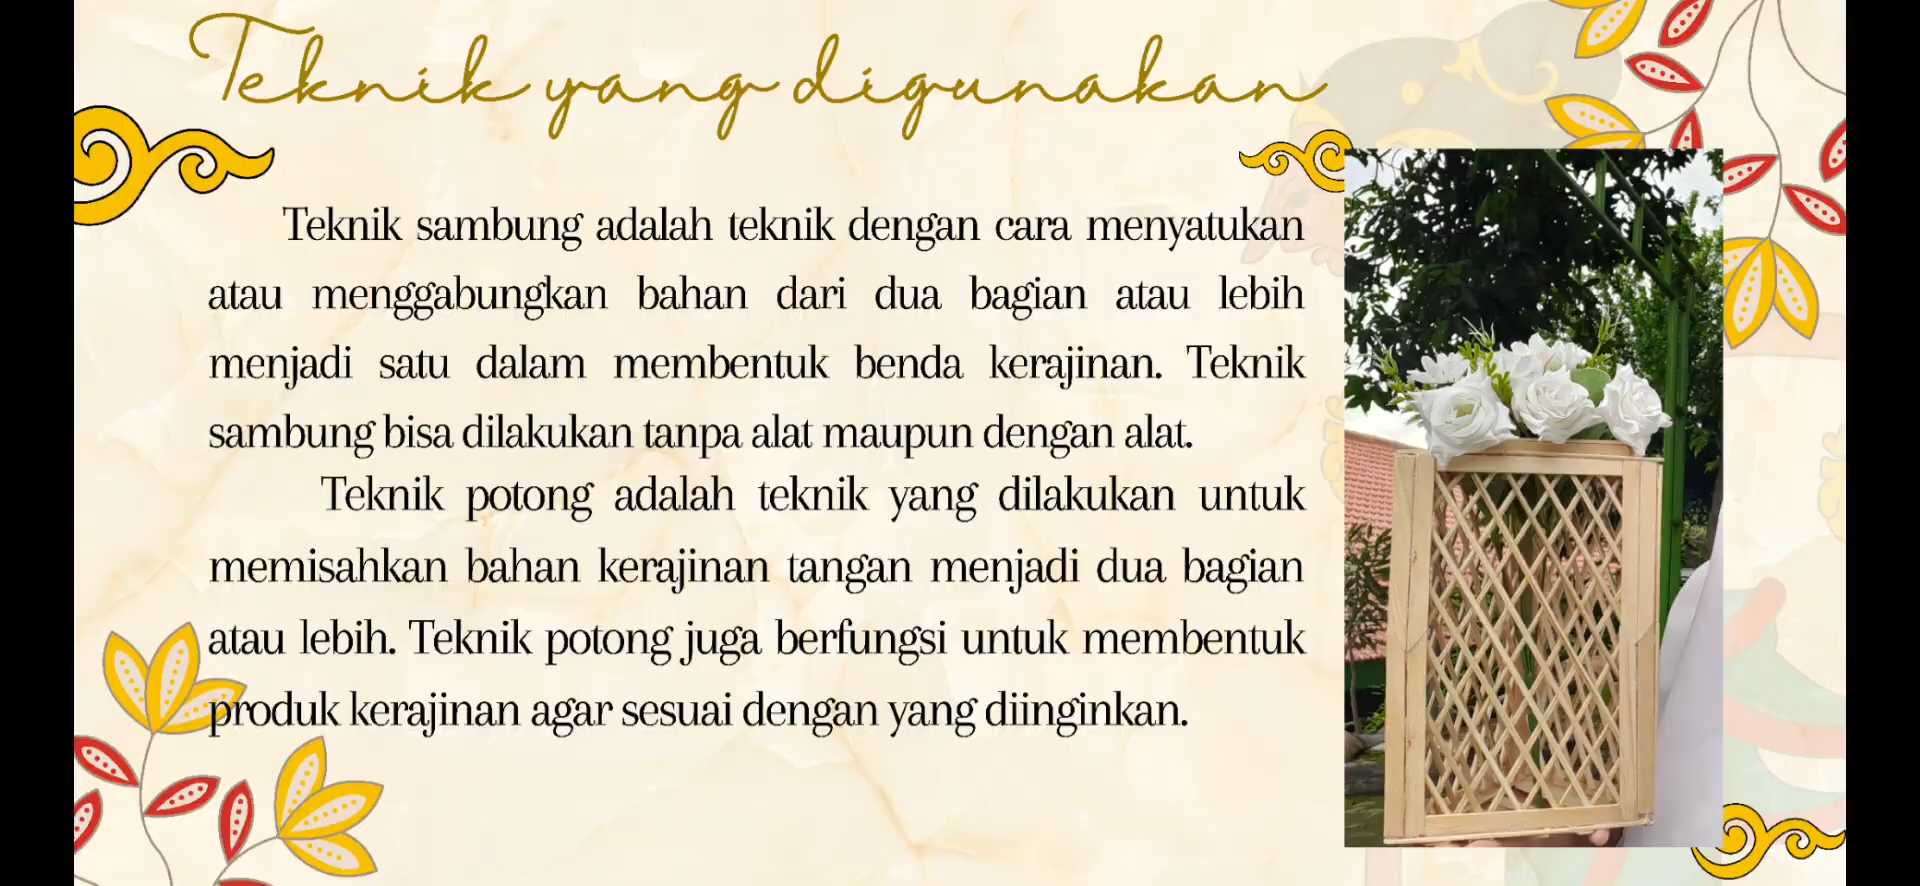 Teknik yang digunakan
Teknik sambung adalah teknik dengan cara menyatukan
atau menggabungkan bahan dari dua bagian atau lebih
menjadi satu dalam membentuk benda kerajinan. Teknik
sambung bisa dilakukan tanpa alat maupun dengan alat.
Teknik potong adalah teknik yang dilakukan untuk
memisahkan bahan kerajinan tangan menjadi dua bagian
atau lebih. Teknik potong juga berfungsi untuk membentuk
produk kerajinan agar sesuai dengan yang diinginkan.